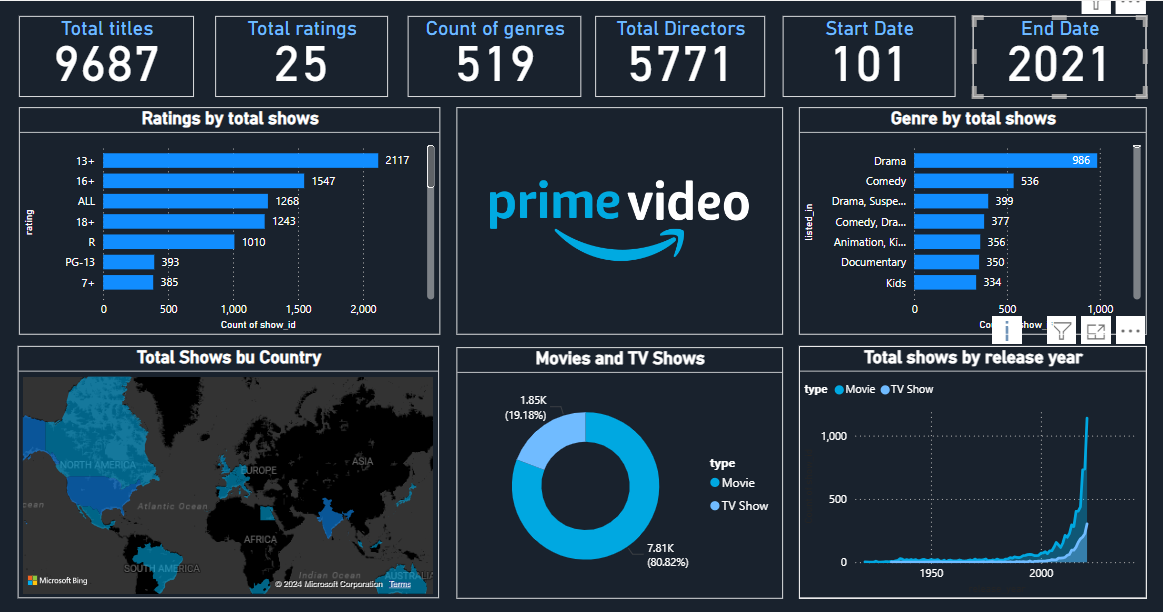 Total titles
9687
Total ratings
25
Count of genres
519
Total Directors
5771
Start Date
101
End Date
2021
Ratings by total shows
rating
13+
2117
16+
1547
ALL
1268
18+
1243
R
1010
PG-13
393
7+
385
0
500
1,000
1,500
2,000
Count of show_id
prime video
Genre by total shows
listed_in
Drama
986
Comedy
536
Drama, Suspe...
399
Comedy, Dra...
377
Animation, Ki...
356
Documentary
350
Kids
334
0
500
1,000
Total Shows bu Country
NORTH AMERICA
EUROPE
ASIA
Atlantic Ocean
AFRICA
SOUTH AMERICA
Indian Ocean
AUSTRALIA
Microsoft Bing
© 2024 Microsoft Corporation Terms
Movies and TV Shows
1.85K
(19.18%)
7.81K
(80.82%)
type
Movie
TV Show
Total shows by release year
type Movie TV Show
1,000
500
0
1950
2000